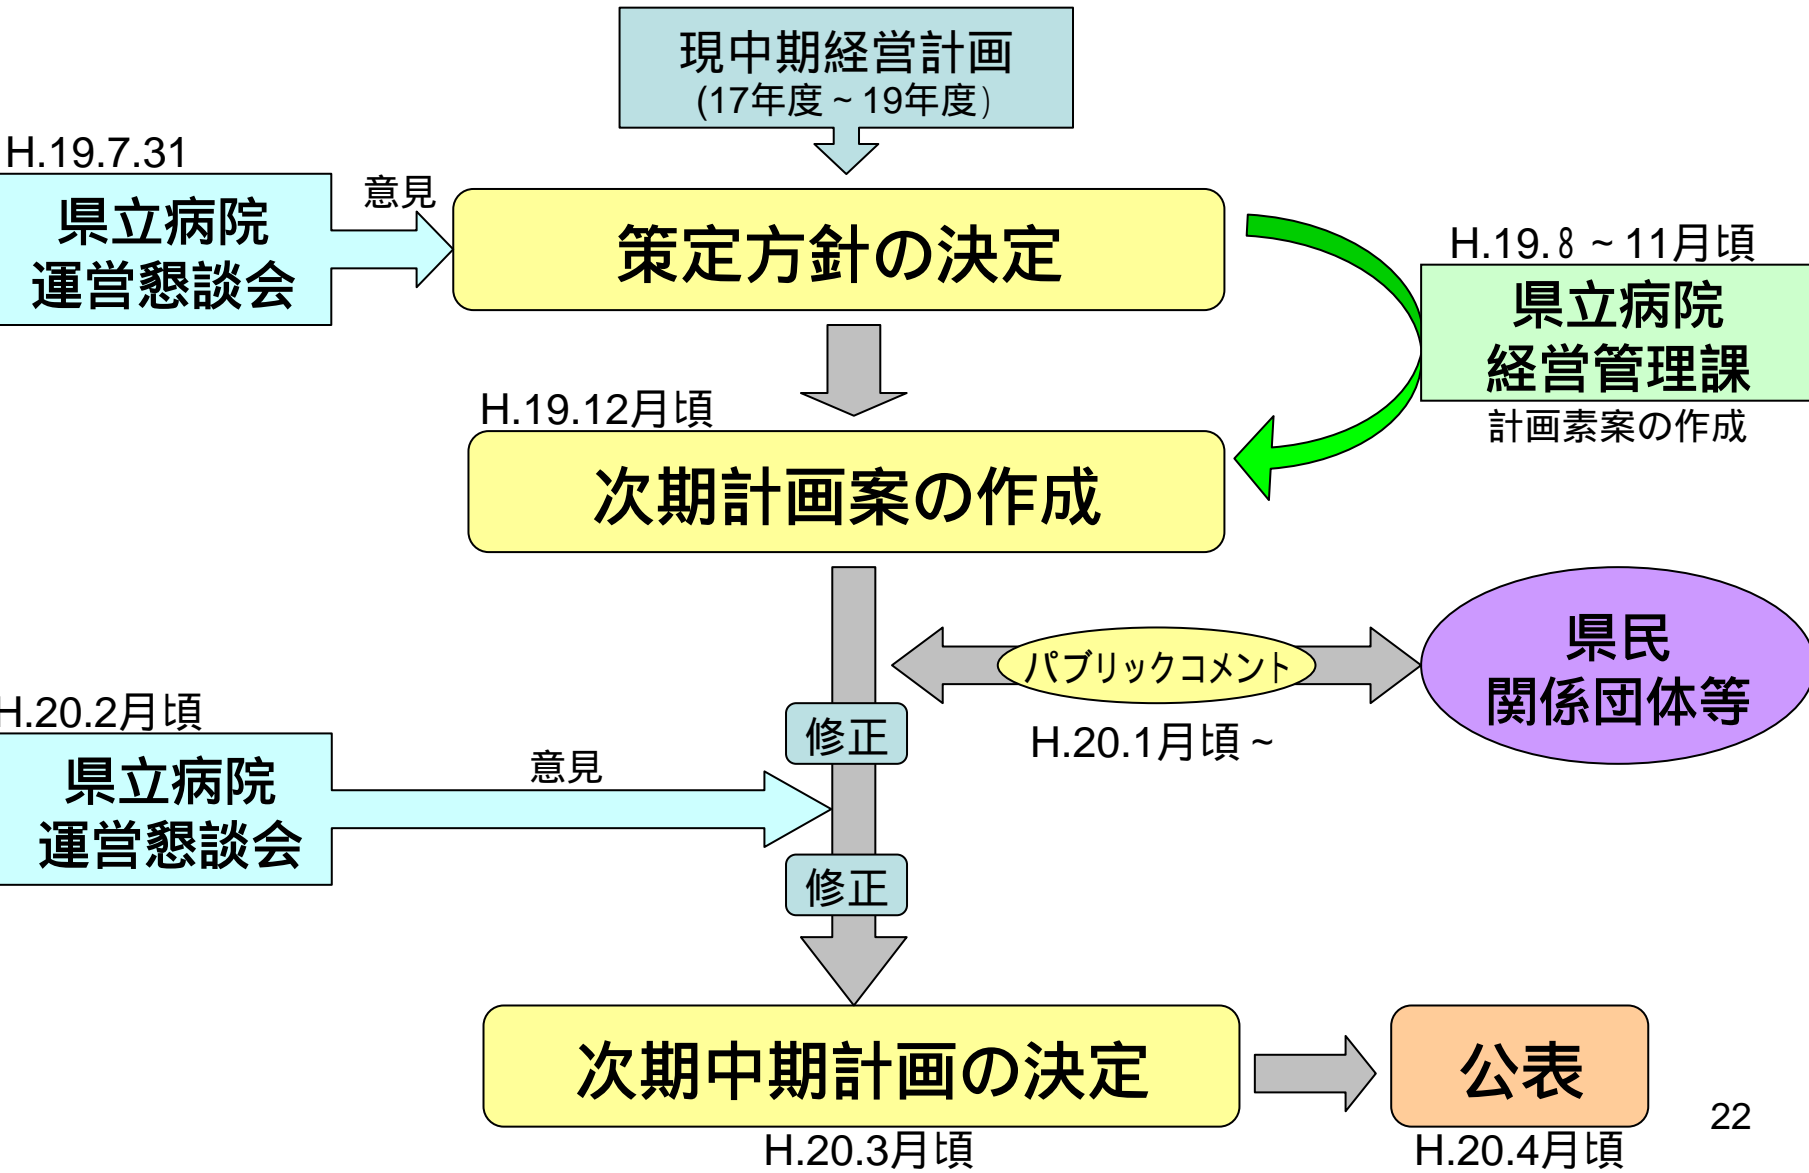 現中期経営計画
(17年度～19年度)
H.19.7.31
県立病院
運営懇談会
意見
策定方針の決定
H.19.８～11月頃
県立病院
経営管理課
計画素案の作成
H.19.12月頃
次期計画案の作成
パブリックコメント
H.20.1月頃～
県民
関係団体等
H.20.2月頃
県立病院
運営懇談会
意見
修正
修正
次期中期計画の決定
H.20.3月頃
公表
H.20.4月頃
22